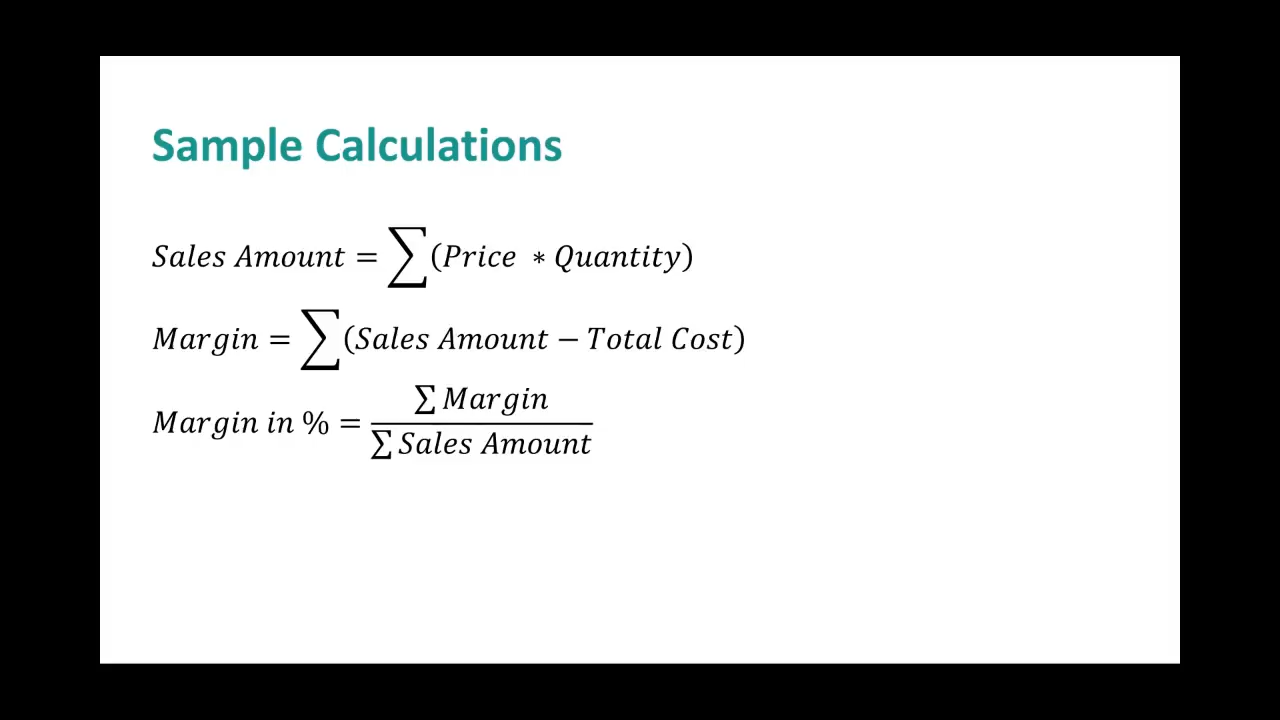 Sample Calculations
Sales Amount = ∑(Price * Quantity)
Margin = ∑(Sales Amount − Total Cost)
Margin in % = ∑ Margin / ∑ Sales Amount